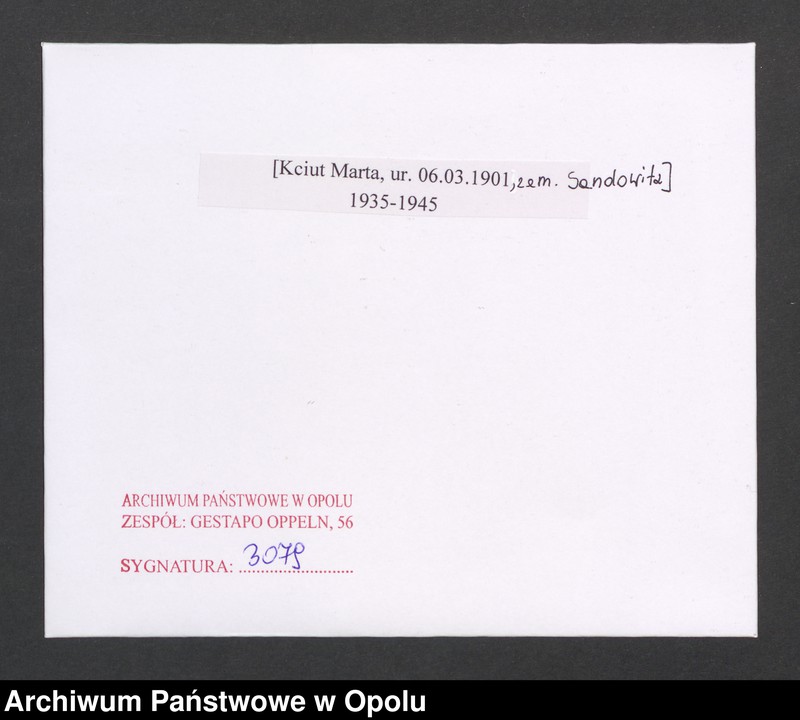 [Kciut Marta, ur. 06.03.1901, zam. Sandowitz]
1935-1945
ARCHIWUM PAŃSTWOWE W OPOLU
ZESPÓŁ: GESTAPO OPPELN, 56
SYGNATURA: 3079
Archiwum Państwowe w Opolu